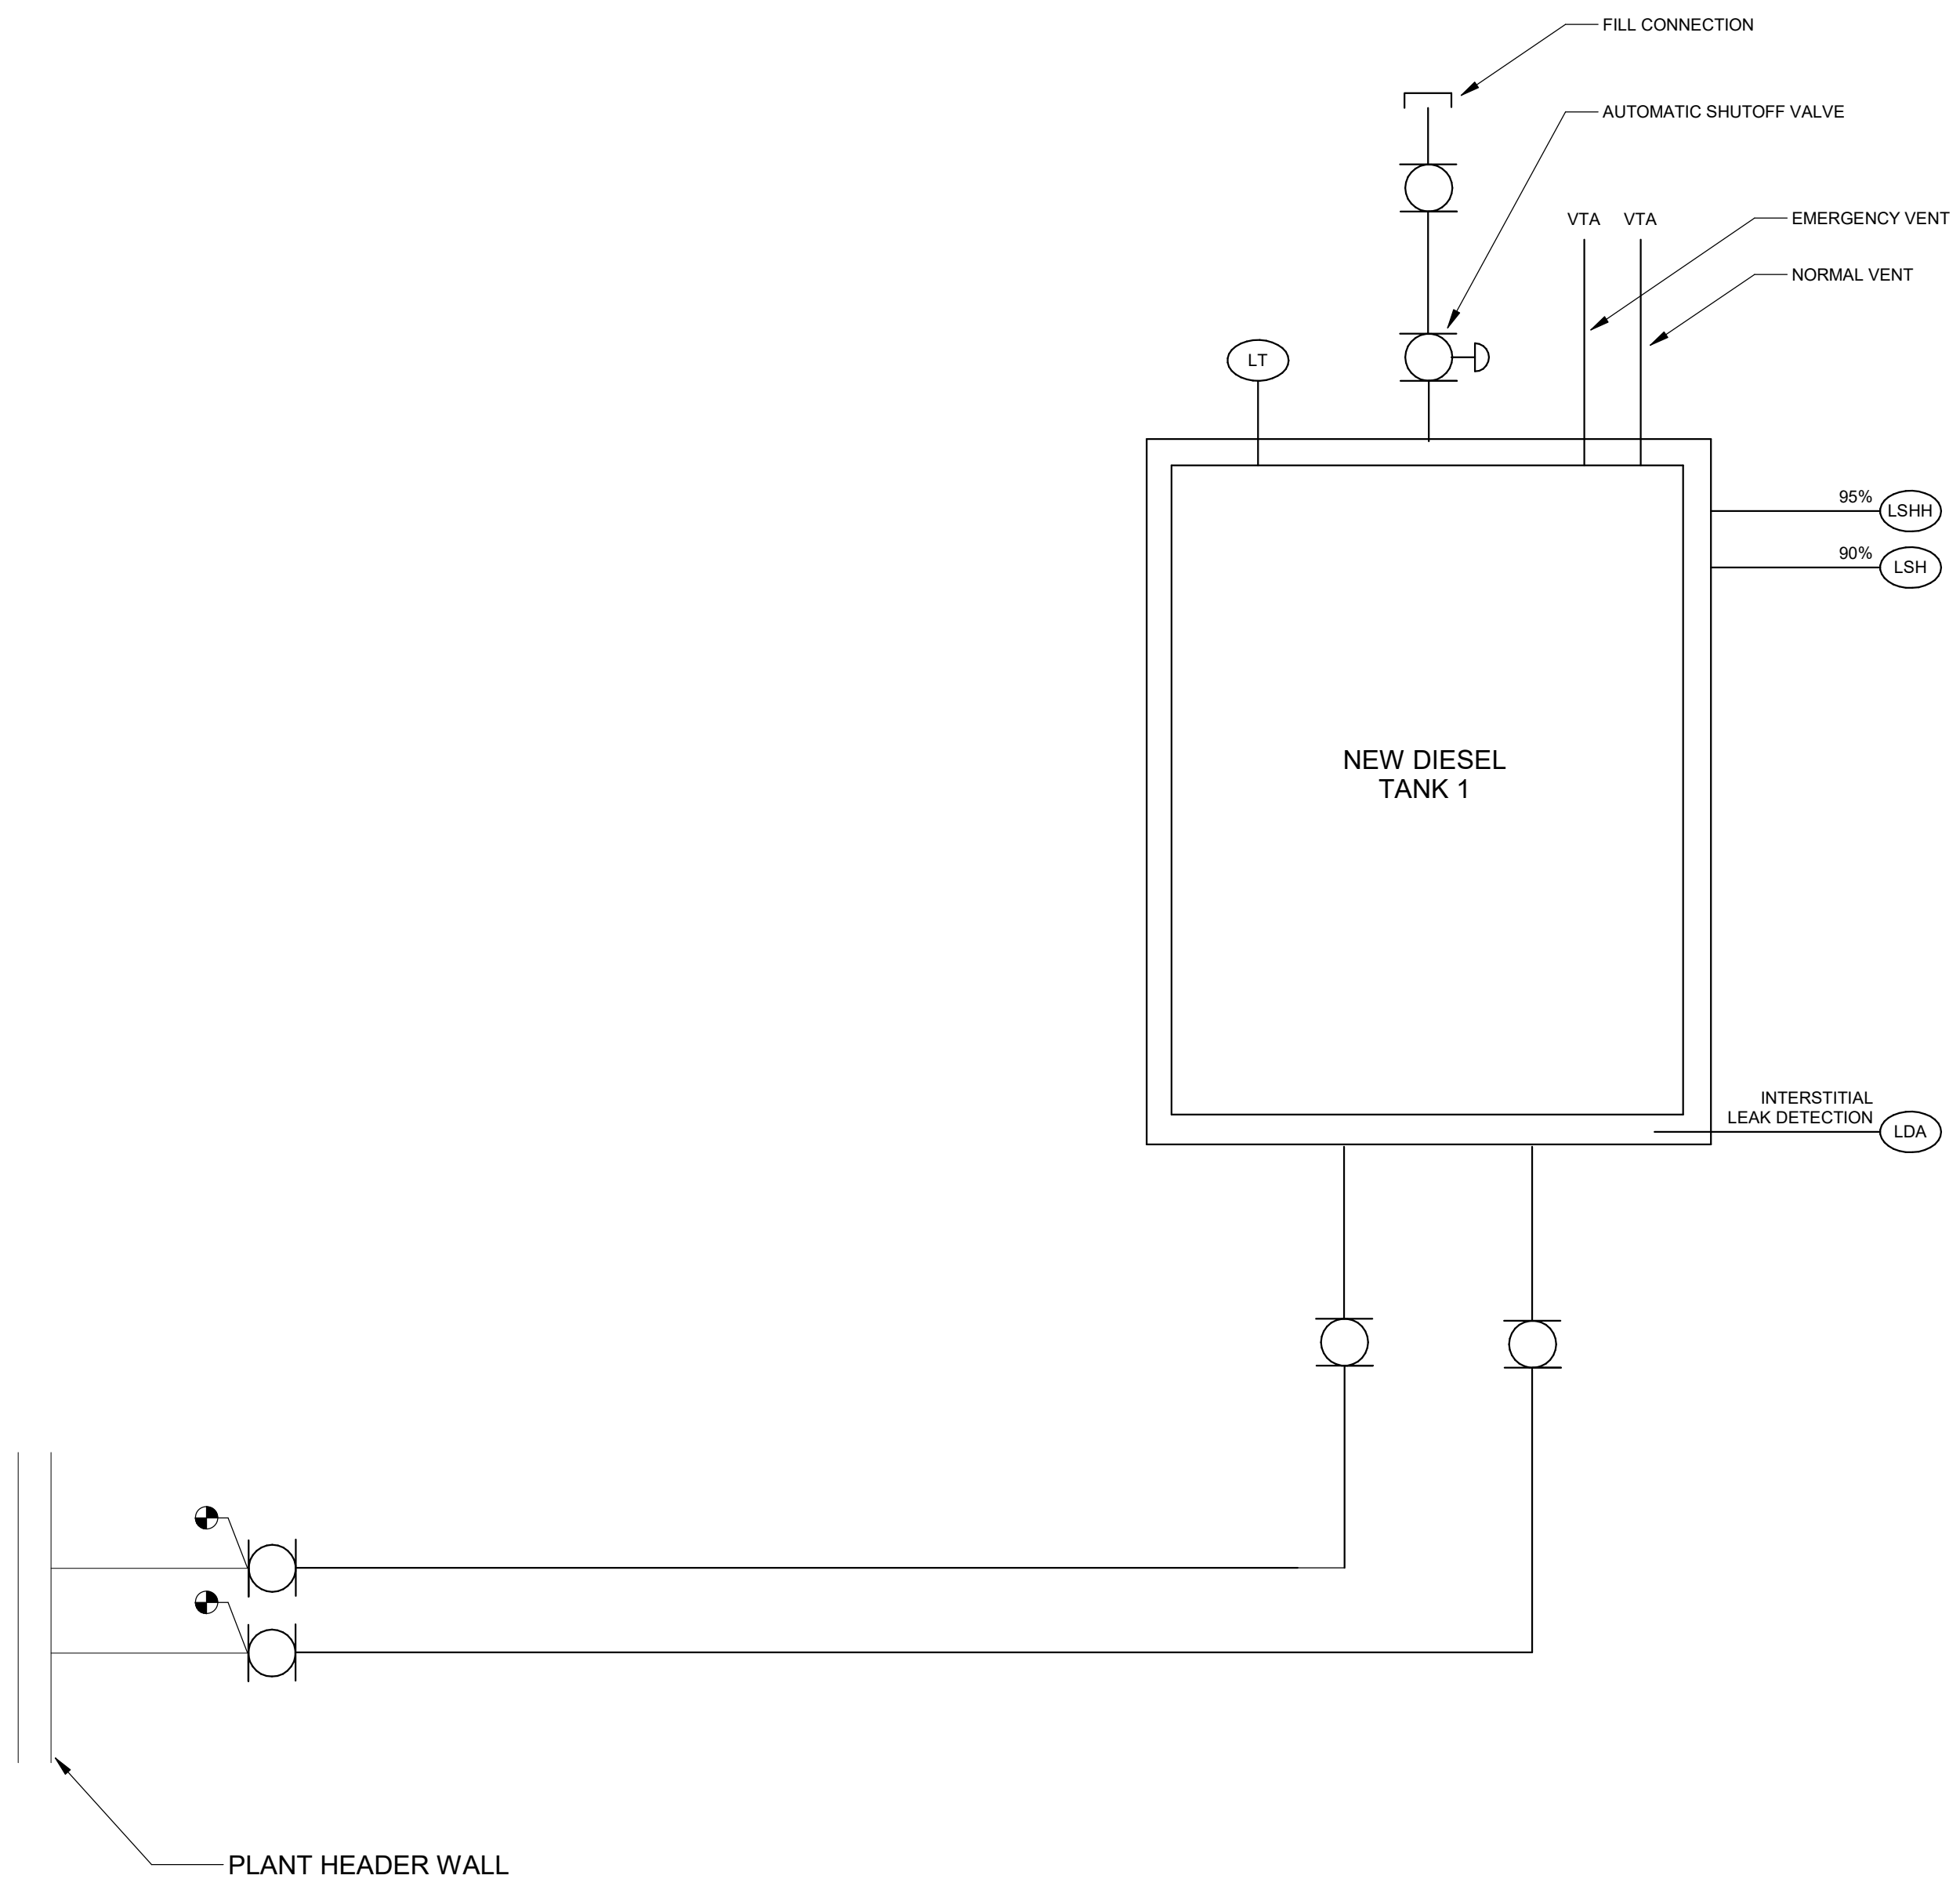 FILL CONNECTION
AUTOMATIC SHUTOFF VALVE
VTA VTA
EMERGENCY VENT
NORMAL VENT
LT
95%
LSHH
90%
LSH
NEW DIESEL
TANK 1
INTERSTITIAL
LEAK DETECTION
LDA
PLANT HEADER WALL